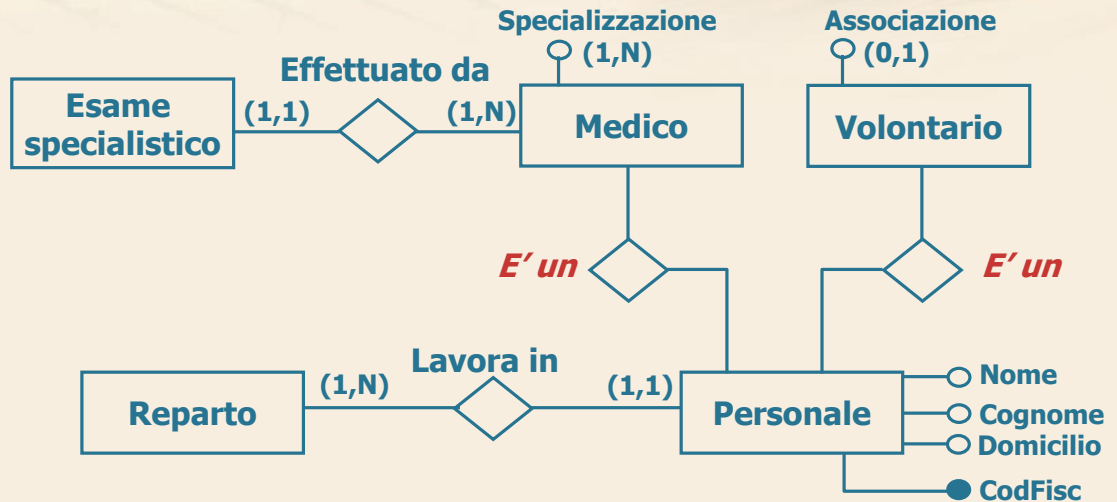 Specializzazione
(1,N)
Associazione
(0,1)
Effettuato da
Esame
specialistico
(1,1)
(1,N)
Medico
Volontario
E’ un
E’ un
Lavora in
Reparto
(1,N)
(1,1)
Personale
Nome
Cognome
Domicilio
CodFisc